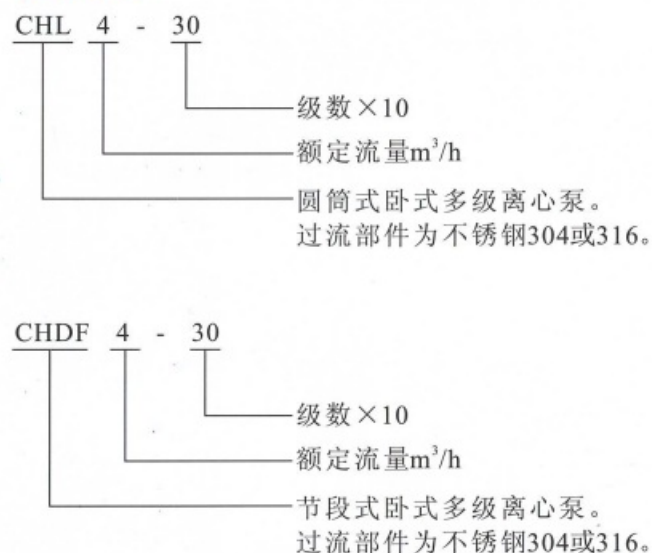 CHL 4 - 30
级数×10
额定流量m³/h
圆筒式卧式多级离心泵。
过流部件为不锈钢304或316。
CHDF 4 - 30
级数×10
额定流量m³/h
节段式卧式多级离心泵。
过流部件为不锈钢304或316。